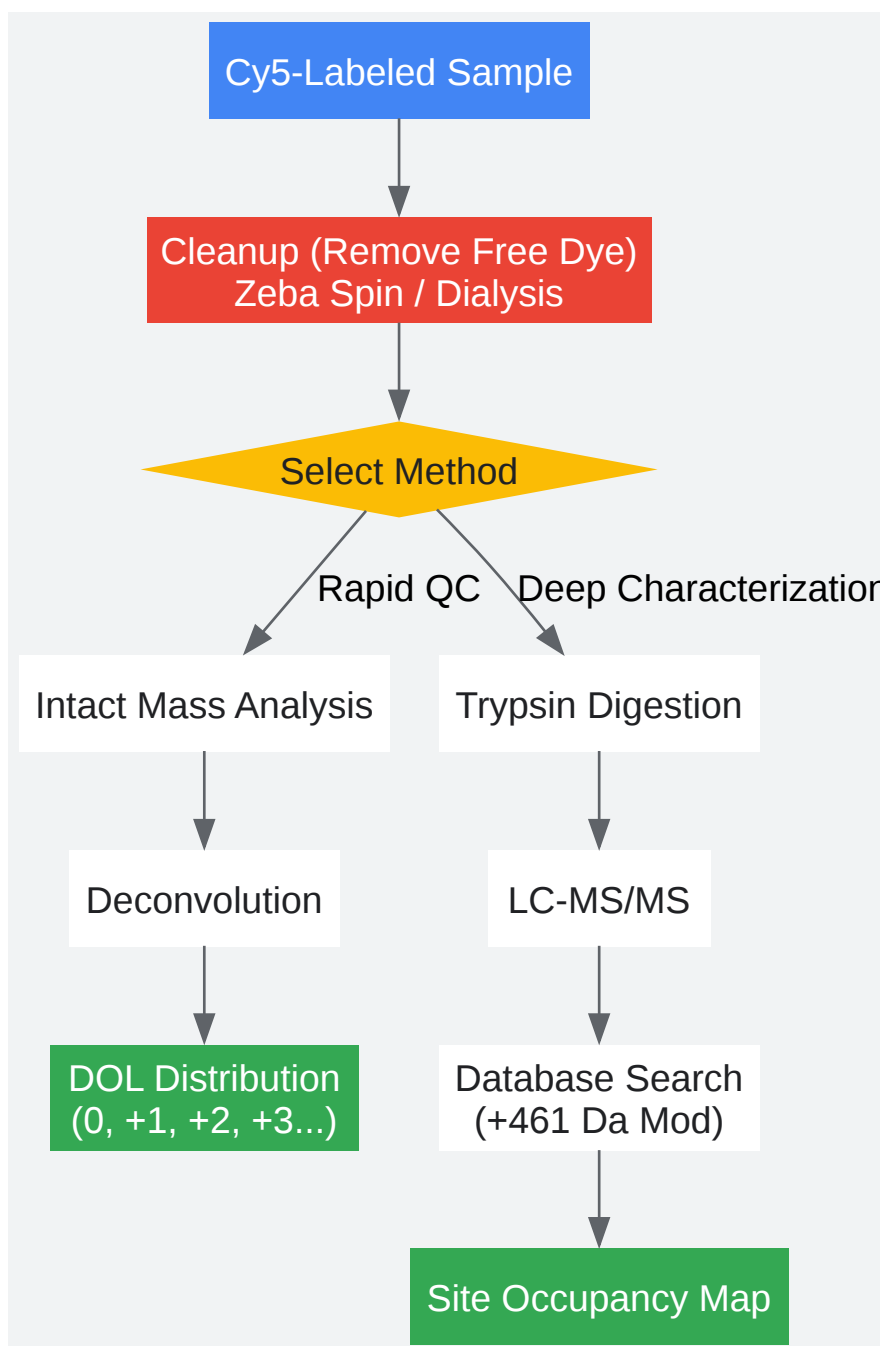 Cy5-Labeled Sample
Cleanup (Remove Free Dye)
Zeba Spin / Dialysis
Select Method
Rapid QC
Deep Characterization
Intact Mass Analysis
Trypsin Digestion
Deconvolution
LC-MS/MS
DOL Distribution
(0, +1, +2, +3...)
Database Search
(+461 Da Mod)
Site Occupancy Map